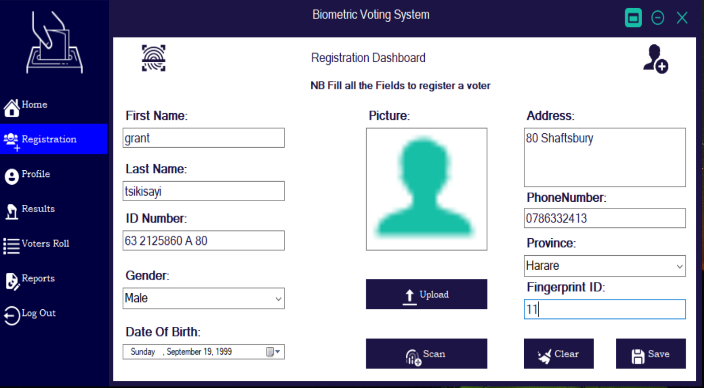 Biometric Voting System
Registration Dashboard
NB Fill all the Fields to register a voter
Home
Registration
Profile
Results
Voters Roll
Reports
Log Out
First Name:
grant
Last Name:
tsikisayi
ID Number:
63 2125860 A 80
Gender:
Male
Date Of Birth:
Sunday , September 19, 1999
Picture:
Upload
Scan
Address:
80 Shaftsbury
PhoneNumber:
0786332413
Province:
Harare
Fingerprint ID:
11
Clear
Save